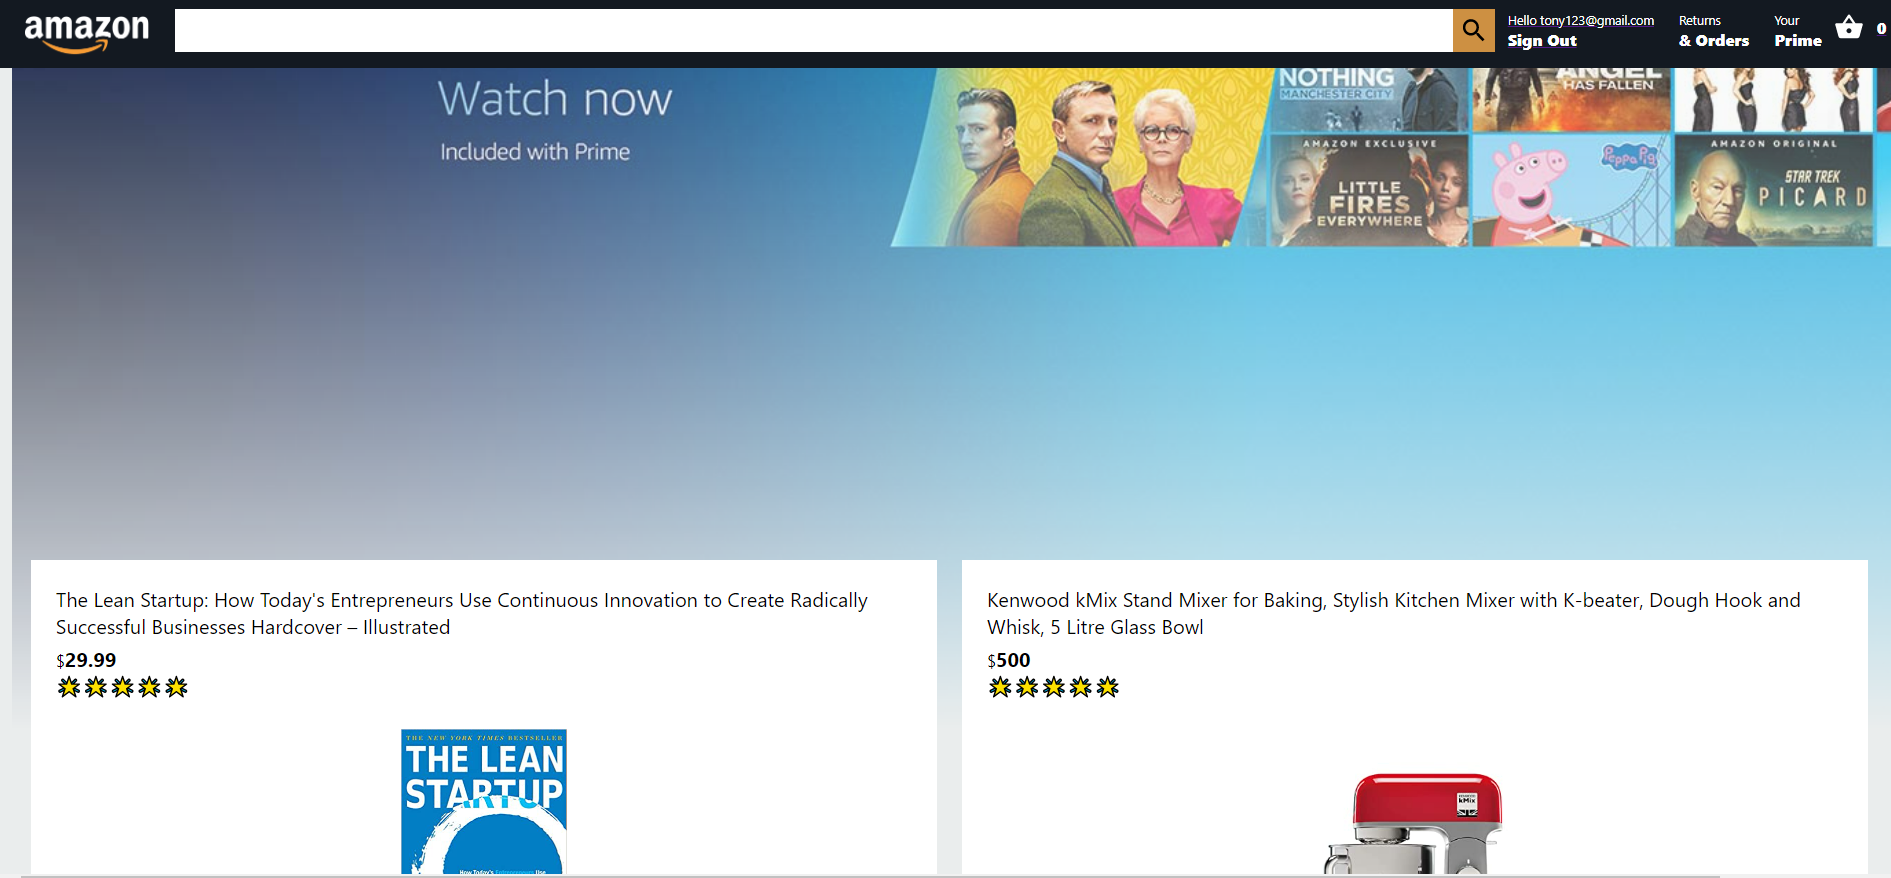 amazon
Hello tony123@gmail.com
Sign Out
Returns
& Orders
Your
Prime
0
Watch now
Included with Prime
NOTHING
MANCHESTER CITY
ANGEL
HAS FALLEN
AMAZON EXCLUSIVE
LITTLE
FIRES
EVERYWHERE
Peppa Pig
AMAZON ORIGINAL
STAR TREK
PICARD
The Lean Startup: How Today's Entrepreneurs Use Continuous Innovation to Create Radically
Successful Businesses Hardcover – Illustrated
$29.99
Kenwood kMix Stand Mixer for Baking, Stylish Kitchen Mixer with K-beater, Dough Hook and
Whisk, 5 Litre Glass Bowl
$500
THE NEW YORK TIMES BESTSELLER
THE LEAN
STARTUP
How Today's Entrepreneurs Use
kMix